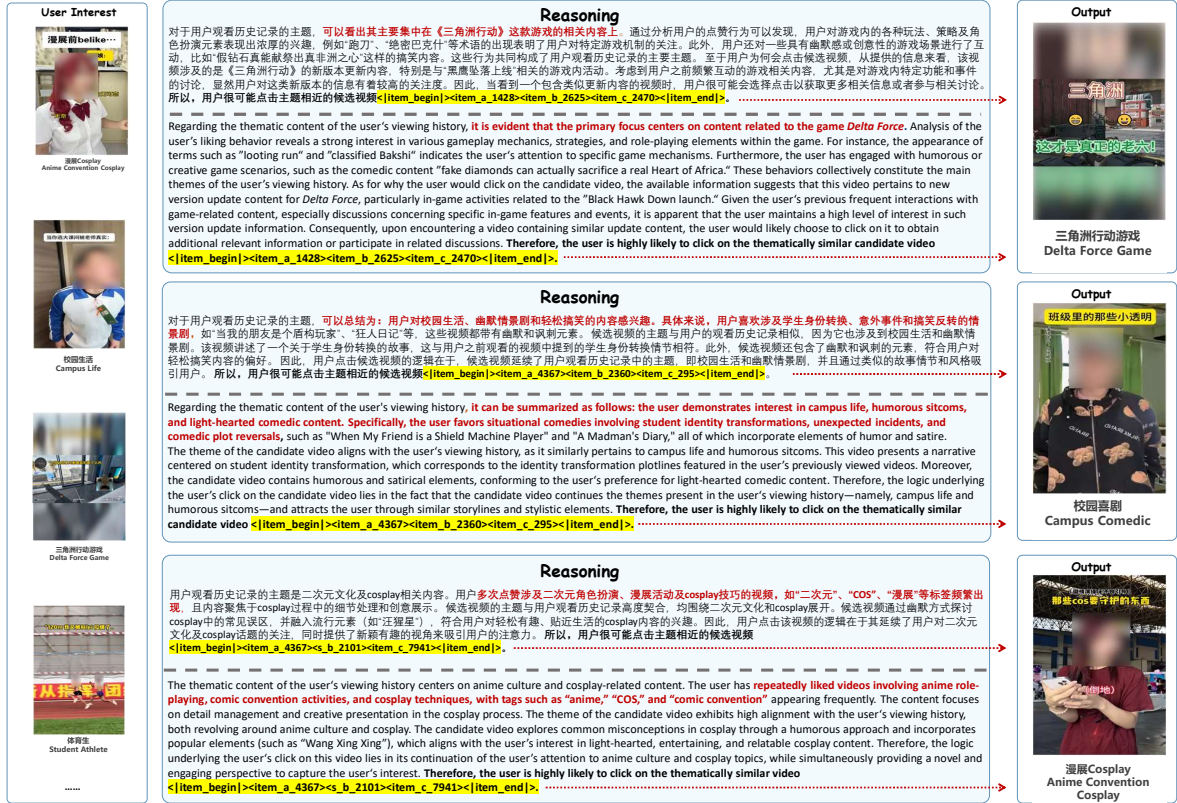 User Interest
漫展前belike…
漫展Cosplay
Anime Convention Cosplay
校园生活
Campus Life
三角洲行动游戏
Delta Force Game
体育生
Student Athlete
……
Reasoning
对于用户观看历史记录的主题，可以看出其主要集中在《三角洲行动》这款游戏的相关内容上。通过分析用户的点赞行为可以发现，用户对游戏内的各种玩法、策略及角
色扮演元素表现出浓厚的兴趣，例如“跑刀”、“绝密巴克什”等术语的出现表明了用户对特定游戏机制的关注。此外，用户还对一些具有幽默感或创意性的游戏场景进行了互
动，比如“假钻石真能献祭出真非洲之心”这样的搞笑内容。这些行为共同构成了用户观看历史记录的主要主题。 至于用户为何会点击候选视频，从提供的信息来看，该视
频涉及的是《三角洲行动》的新版本更新内容，特别是与“黑鹰坠落上线”相关的游戏内活动。考虑到用户之前频繁互动的游戏相关内容，尤其是对游戏内特定功能和事件
的讨论，显然用户对这类新版本的信息有着较高的关注度。因此，当看到一个包含类似更新内容的视频时，用户很可能会选择点击以获取更多相关信息或者参与相关讨论。
所以，用户很可能点击主题相近的候选视频<|item_begin|><item_a_1428><item_b_2625><item_c_2470><|item_end|>。
Regarding the thematic content of the user’s viewing history, it is evident that the primary focus centers on content related to the game Delta Force. Analysis of the
user’s liking behavior reveals a strong interest in various gameplay mechanics, strategies, and role-playing elements within the game. For instance, the appearance of
terms such as ”looting run“ and ”classified Bakshi” indicates the user’s attention to specific game mechanisms. Furthermore, the user has engaged with humorous or
creative game scenarios, such as the comedic content ”fake diamonds can actually sacrifice a real Heart of Africa.“ These behaviors collectively constitute the main
themes of the user’s viewing history. As for why the user would click on the candidate video, the available information suggests that this video pertains to new
version update content for Delta Force, particularly in-game activities related to the ”Black Hawk Down launch.“ Given the user’s previous frequent interactions with
game-related content, especially discussions concerning specific in-game features and events, it is apparent that the user maintains a high level of interest in such
version update information. Consequently, upon encountering a video containing similar update content, the user would likely choose to click on it to obtain
additional relevant information or participate in related discussions. Therefore, the user is highly likely to click on the thematically similar candidate video
<|item_begin|><item_a_1428><item_b_2625><item_c_2470><|item_end|>.
Output
三角洲
这才是真正的老六！
三角洲行动游戏
Delta Force Game
Reasoning
对于用户观看历史记录的主题，可以总结为：用户对校园生活、幽默情景剧和轻松搞笑的内容感兴趣。具体来说，用户喜欢涉及学生身份转换、意外事件和搞笑反转的情
景剧，如“当我的朋友是个盾构玩家”、“狂人日记”等，这些视频都带有幽默和讽刺元素。 候选视频的主题与用户的观看历史记录相似，因为它也涉及到校园生活和幽默情
景剧。该视频讲述了一个关于学生身份转换的故事，这与用户之前观看的视频中提到的学生身份转换情节相符。此外，候选视频还包含了幽默和讽刺的元素，符合用户对
轻松搞笑内容的偏好。 因此，用户点击候选视频的逻辑在于，候选视频延续了用户观看历史记录中的主题，即校园生活和幽默情景剧，并且通过类似的故事情节和风格吸
引用户。 所以，用户很可能点击主题相近的候选视频<|item_begin|><item_a_4367><item_b_2360><item_c_295><|item_end|>。
Regarding the thematic content of the user's viewing history, it can be summarized as follows: the user demonstrates interest in campus life, humorous sitcoms,
and light-hearted comedic content. Specifically, the user favors situational comedies involving student identity transformations, unexpected incidents, and
comedic plot reversals, such as "When My Friend is a Shield Machine Player" and "A Madman's Diary," all of which incorporate elements of humor and satire.
The theme of the candidate video aligns with the user's viewing history, as it similarly pertains to campus life and humorous sitcoms. This video presents a narrative
centered on student identity transformation, which corresponds to the identity transformation plotlines featured in the user's previously viewed videos. Moreover,
the candidate video contains humorous and satirical elements, conforming to the user's preference for light-hearted comedic content. Therefore, the logic underlying
the user's click on the candidate video lies in the fact that the candidate video continues the themes present in the user's viewing history—namely, campus life and
humorous sitcoms—and attracts the user through similar storylines and stylistic elements. Therefore, the user is highly likely to click on the thematically similar
candidate video <|item_begin|><item_a_4367><item_b_2360><item_c_295><|item_end|>.
Output
班级里的那些小透明
校园喜剧
Campus Comedic
Reasoning
用户观看历史记录的主题是二次元文化及cosplay相关内容。用户多次点赞涉及二次元角色扮演、漫展活动及cosplay技巧的视频，如“二次元”、“COS”、“漫展”等标签频繁出
现，且内容聚焦于cosplay过程中的细节处理和创意展示。 候选视频的主题与用户观看历史记录高度契合，均围绕二次元文化和cosplay展开。候选视频通过幽默方式探讨
cosplay中的常见误区，并融入流行元素（如“汪猩星”），符合用户对轻松有趣、贴近生活的cosplay内容的兴趣。因此，用户点击该视频的逻辑在于其延续了用户对二次元
文化及cosplay话题的关注，同时提供了新颖有趣的视角来吸引用户的注意力。 所以，用户很可能点击主题相近的候选视频
<|item_begin|><item_a_4367><s_b_2101><item_c_7941><|item_end|>。
The thematic content of the user’s viewing history centers on anime culture and cosplay-related content. The user has repeatedly liked videos involving anime role-
playing, comic convention activities, and cosplay techniques, with tags such as “anime,” “COS,” and “comic convention” appearing frequently. The content focuses
on detail management and creative presentation in the cosplay process. The theme of the candidate video exhibits high alignment with the user’s viewing history,
both revolving around anime culture and cosplay. The candidate video explores common misconceptions in cosplay through a humorous approach and incorporates
popular elements (such as “Wang Xing Xing”), which aligns with the user’s interest in light-hearted, entertaining, and relatable cosplay content. Therefore, the logic
underlying the user’s click on this video lies in its continuation of the user’s attention to anime culture and cosplay topics, while simultaneously providing a novel and
engaging perspective to capture the user’s interest. Therefore, the user is highly likely to click on the thematically similar video
<|item_begin|><item_a_4367><s_b_2101><item_c_7941><|item_end|>.
Output
那些cos要守护的东西
倒地）
漫展Cosplay
Anime Convention
Cosplay